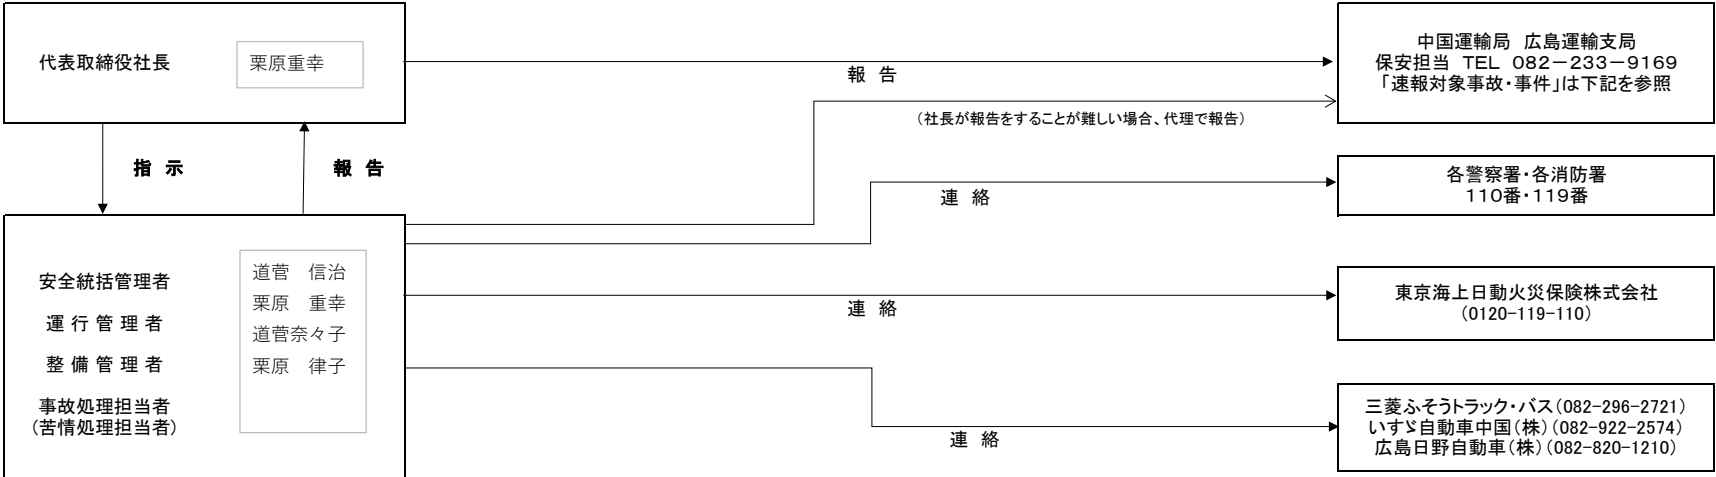 代表取締役社長
栗原重幸
中国運輸局 広島運輸支局
保安担当 TEL 082－233－9169
「速報対象事故・事件」は下記を参照
報 告
（社長が報告をすることが難しい場合、代理で報告）
指 示
報 告
各警察署・各消防署
110番・119番
連 絡
安全統括管理者
運 行 管 理 者
整 備 管 理 者
事故処理担当者
（苦情処理担当者）
道菅　信治
栗原　重幸
道菅奈々子
栗原　律子
東京海上日動火災保険株式会社
（0120-119-110）
連 絡
三菱ふそうトラック・バス（082-296-2721）
いすゞ自動車中国（株）（082-922-2574）
広島日野自動車（株）（082-820-1210）
連 絡